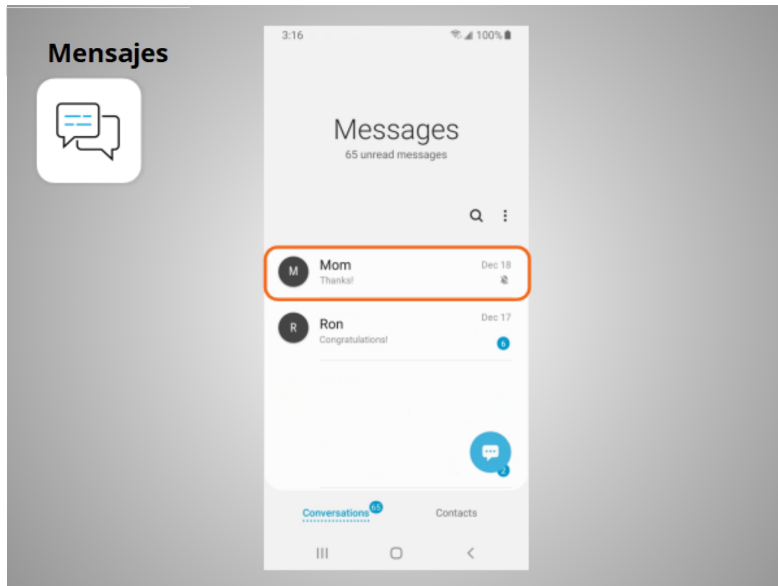 Mensajes
3:16
100%
Messages
65 unread messages
M
Mom
Dec 18
Thanks!
R
Ron
Dec 17
Congratulations!
6
2
Conversations
65
Contacts